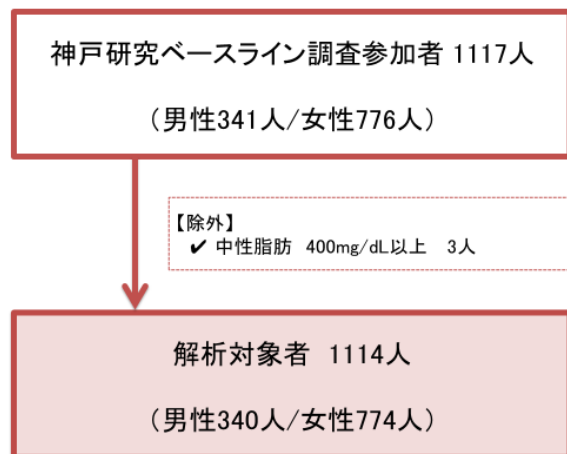 神戸研究ベースライン調査参加者 1117人
（男性341人/女性776人）
【除外】
✔ 中性脂肪 400mg/dL以上 3人
解析対象者 1114人
（男性340人/女性774人）